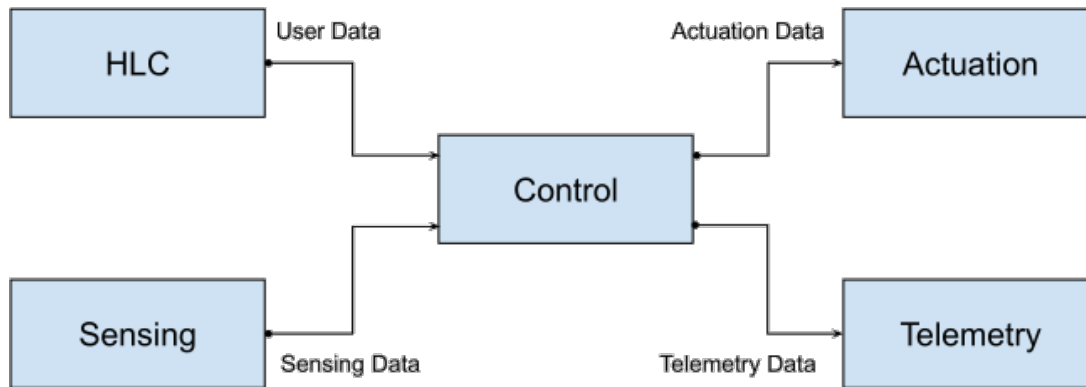 HLC
User Data
Actuation Data
Actuation
Control
Sensing
Sensing Data
Telemetry Data
Telemetry